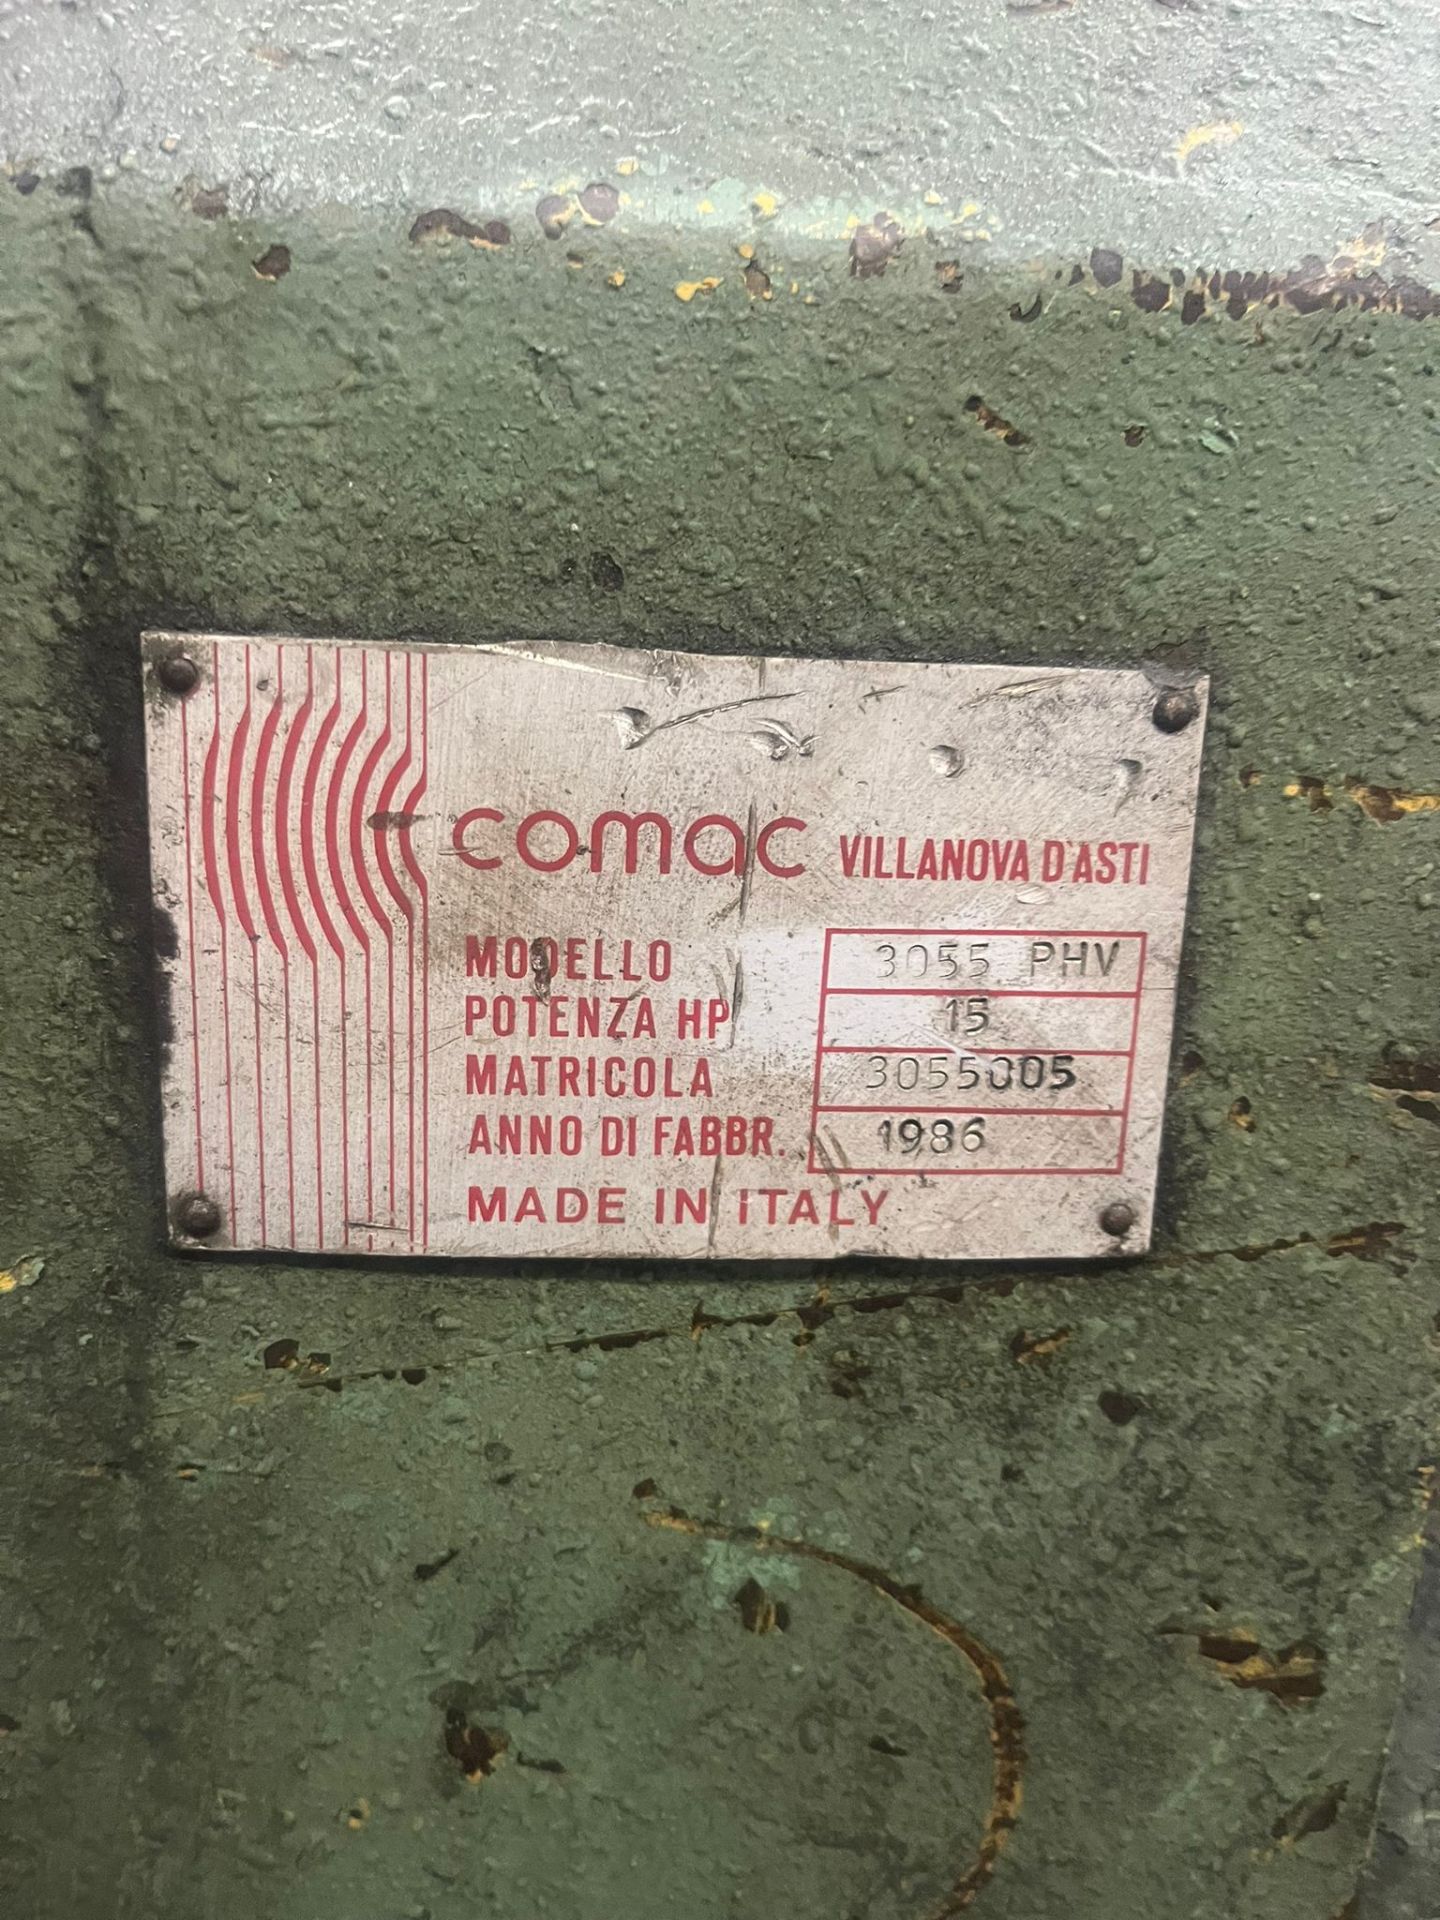 comac VILLANOVA D'ASTI
MODELLO 3055 PHV
POTENZA HP 15
MATRICOLA 3055005
ANNO DI FABBR. 1986
MADE IN ITALY